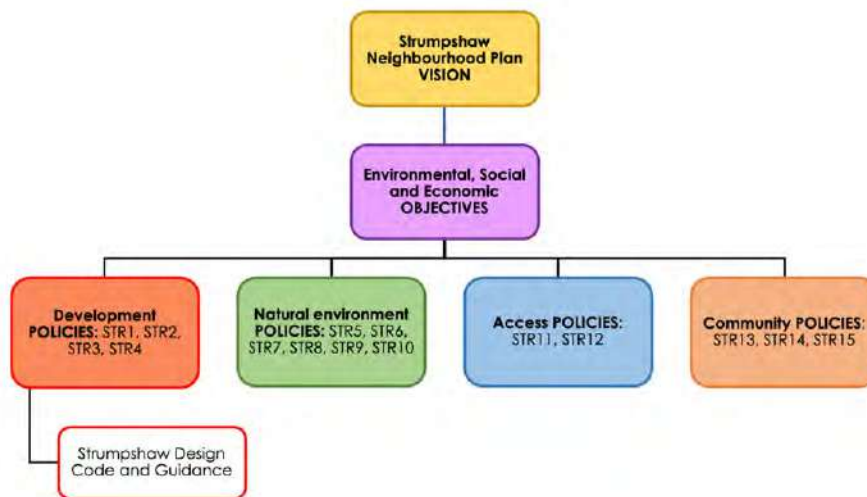 Strumpshaw
Neighbourhood Plan
VISION
Environmental, Social
and Economic
OBJECTIVES
Development
POLICIES: STR1, STR2,
STR3, STR4
Natural environment
POLICIES: STR5, STR6,
STR7, STR8, STR9, STR10
Access POLICIES:
STR11, STR12
Community POLICIES:
STR13, STR14, STR15
Strumpshaw Design
Code and Guidance